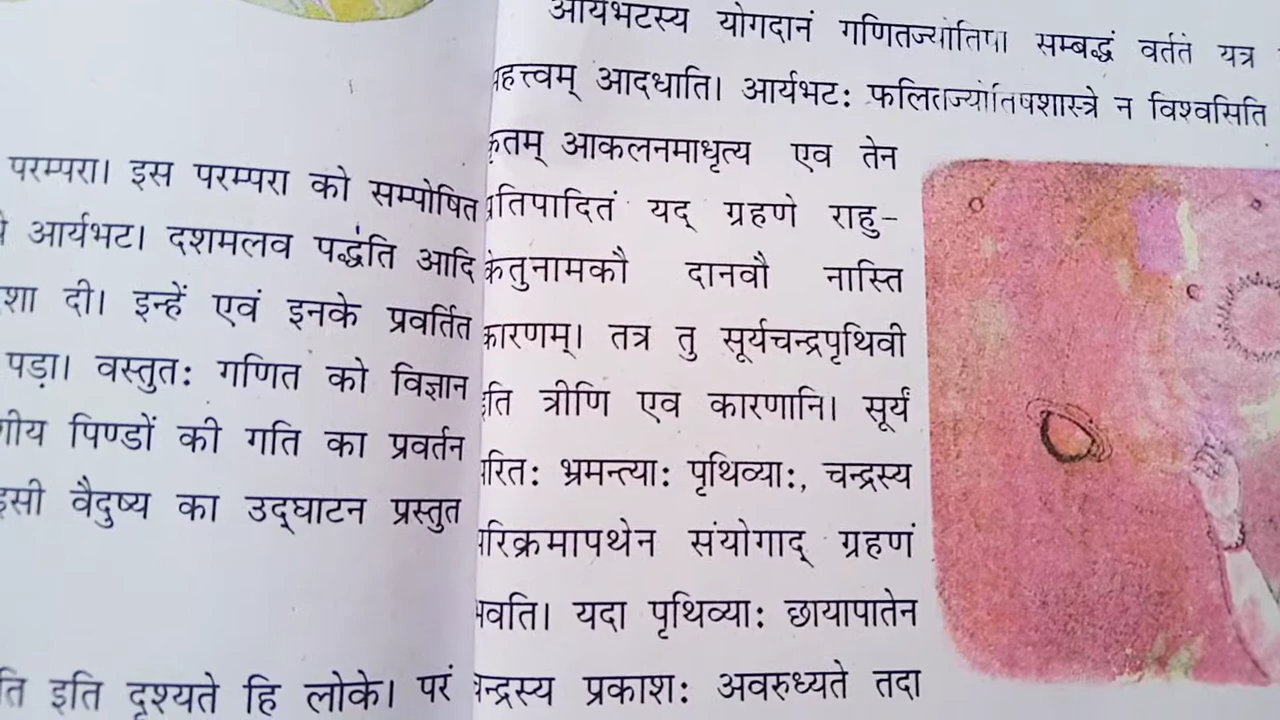 परम्परा। इस परम्परा को सम्पोषित
आर्यभट। दशमलव पद्धति आदि
शा दी। इन्हें एवं इनके प्रवर्तित
पड़ा। वस्तुतः गणित को विज्ञान
गीय पिण्डों की गति का प्रवर्तन
इसी वैदुष्य का उद्घाटन प्रस्तुत
ति इति दृश्यते हि लोके। परं
आर्यभटस्य योगदानं गणितज्योतिषा सम्बद्धं वर्तते यत्र
महत्त्वम् आदधाति। आर्यभटः फलितज्योतिषशास्त्रे न विश्वसिति
कृतम् आकलनमाधृत्य एव तेन
प्रतिपादितं यद् ग्रहणे राहु-
केतुनामकौ दानवौ नास्ति
कारणम्। तत्र तु सूर्यचन्द्रपृथिवी
इति त्रीणि एव कारणानि। सूर्यं
परितः भ्रमन्त्याः पृथिव्याः, चन्द्रस्य
परिक्रमापथेन संयोगाद् ग्रहणं
भवति। यदा पृथिव्याः छायापातेन
चन्द्रस्य प्रकाशः अवरुध्यते तदा